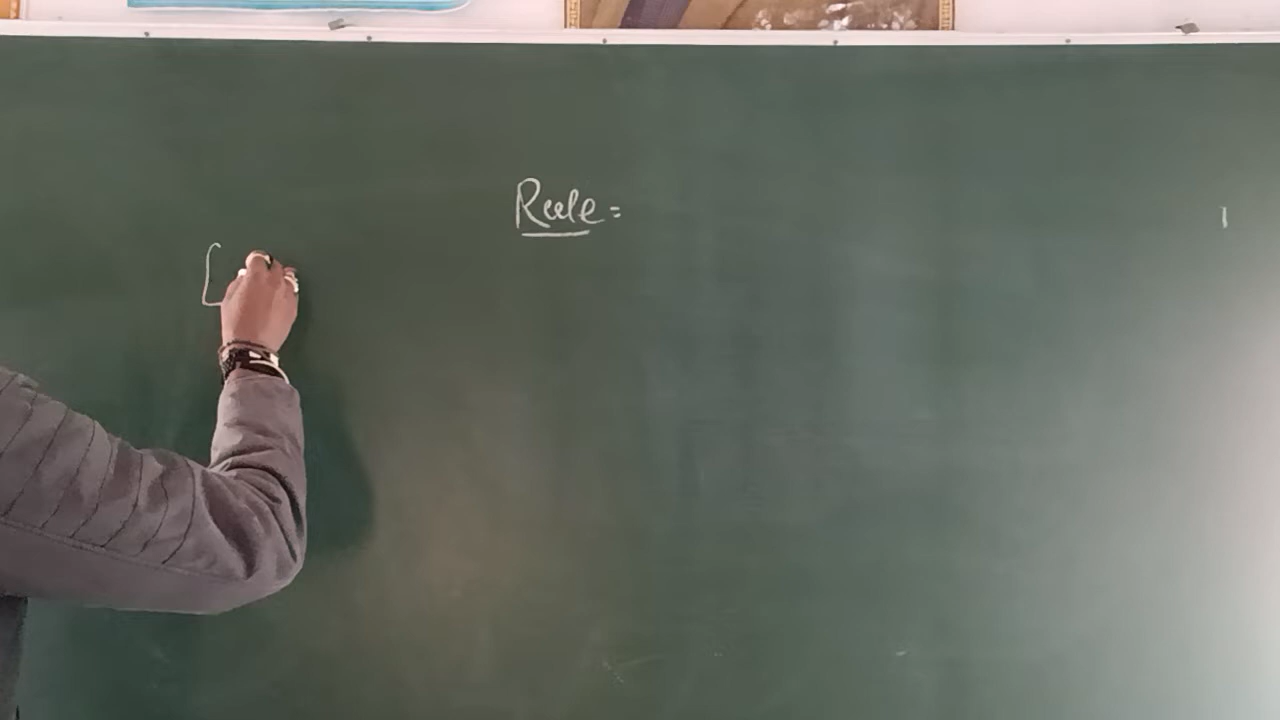 Rule =